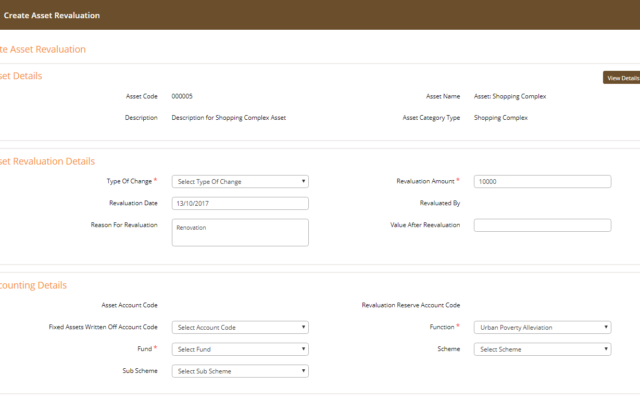 Create Asset Revaluation
te Asset Revaluation
set Details
View Details
Asset Code 000005 Asset Name Asset: Shopping Complex
Description Description for Shopping Complex Asset Asset Category Type Shopping Complex
set Revaluation Details
Type Of Change * Select Type Of Change Revaluation Amount * 10000
Revaluation Date 13/10/2017 Revaluated By
Reason For Revaluation Renovation Value After Reevaluation
counting Details
Asset Account Code Revaluation Reserve Account Code
Fixed Assets Written Off Account Code Select Account Code Function * Urban Poverty Alleviation
Fund * Select Fund Scheme Select Scheme
Sub Scheme Select Sub Scheme